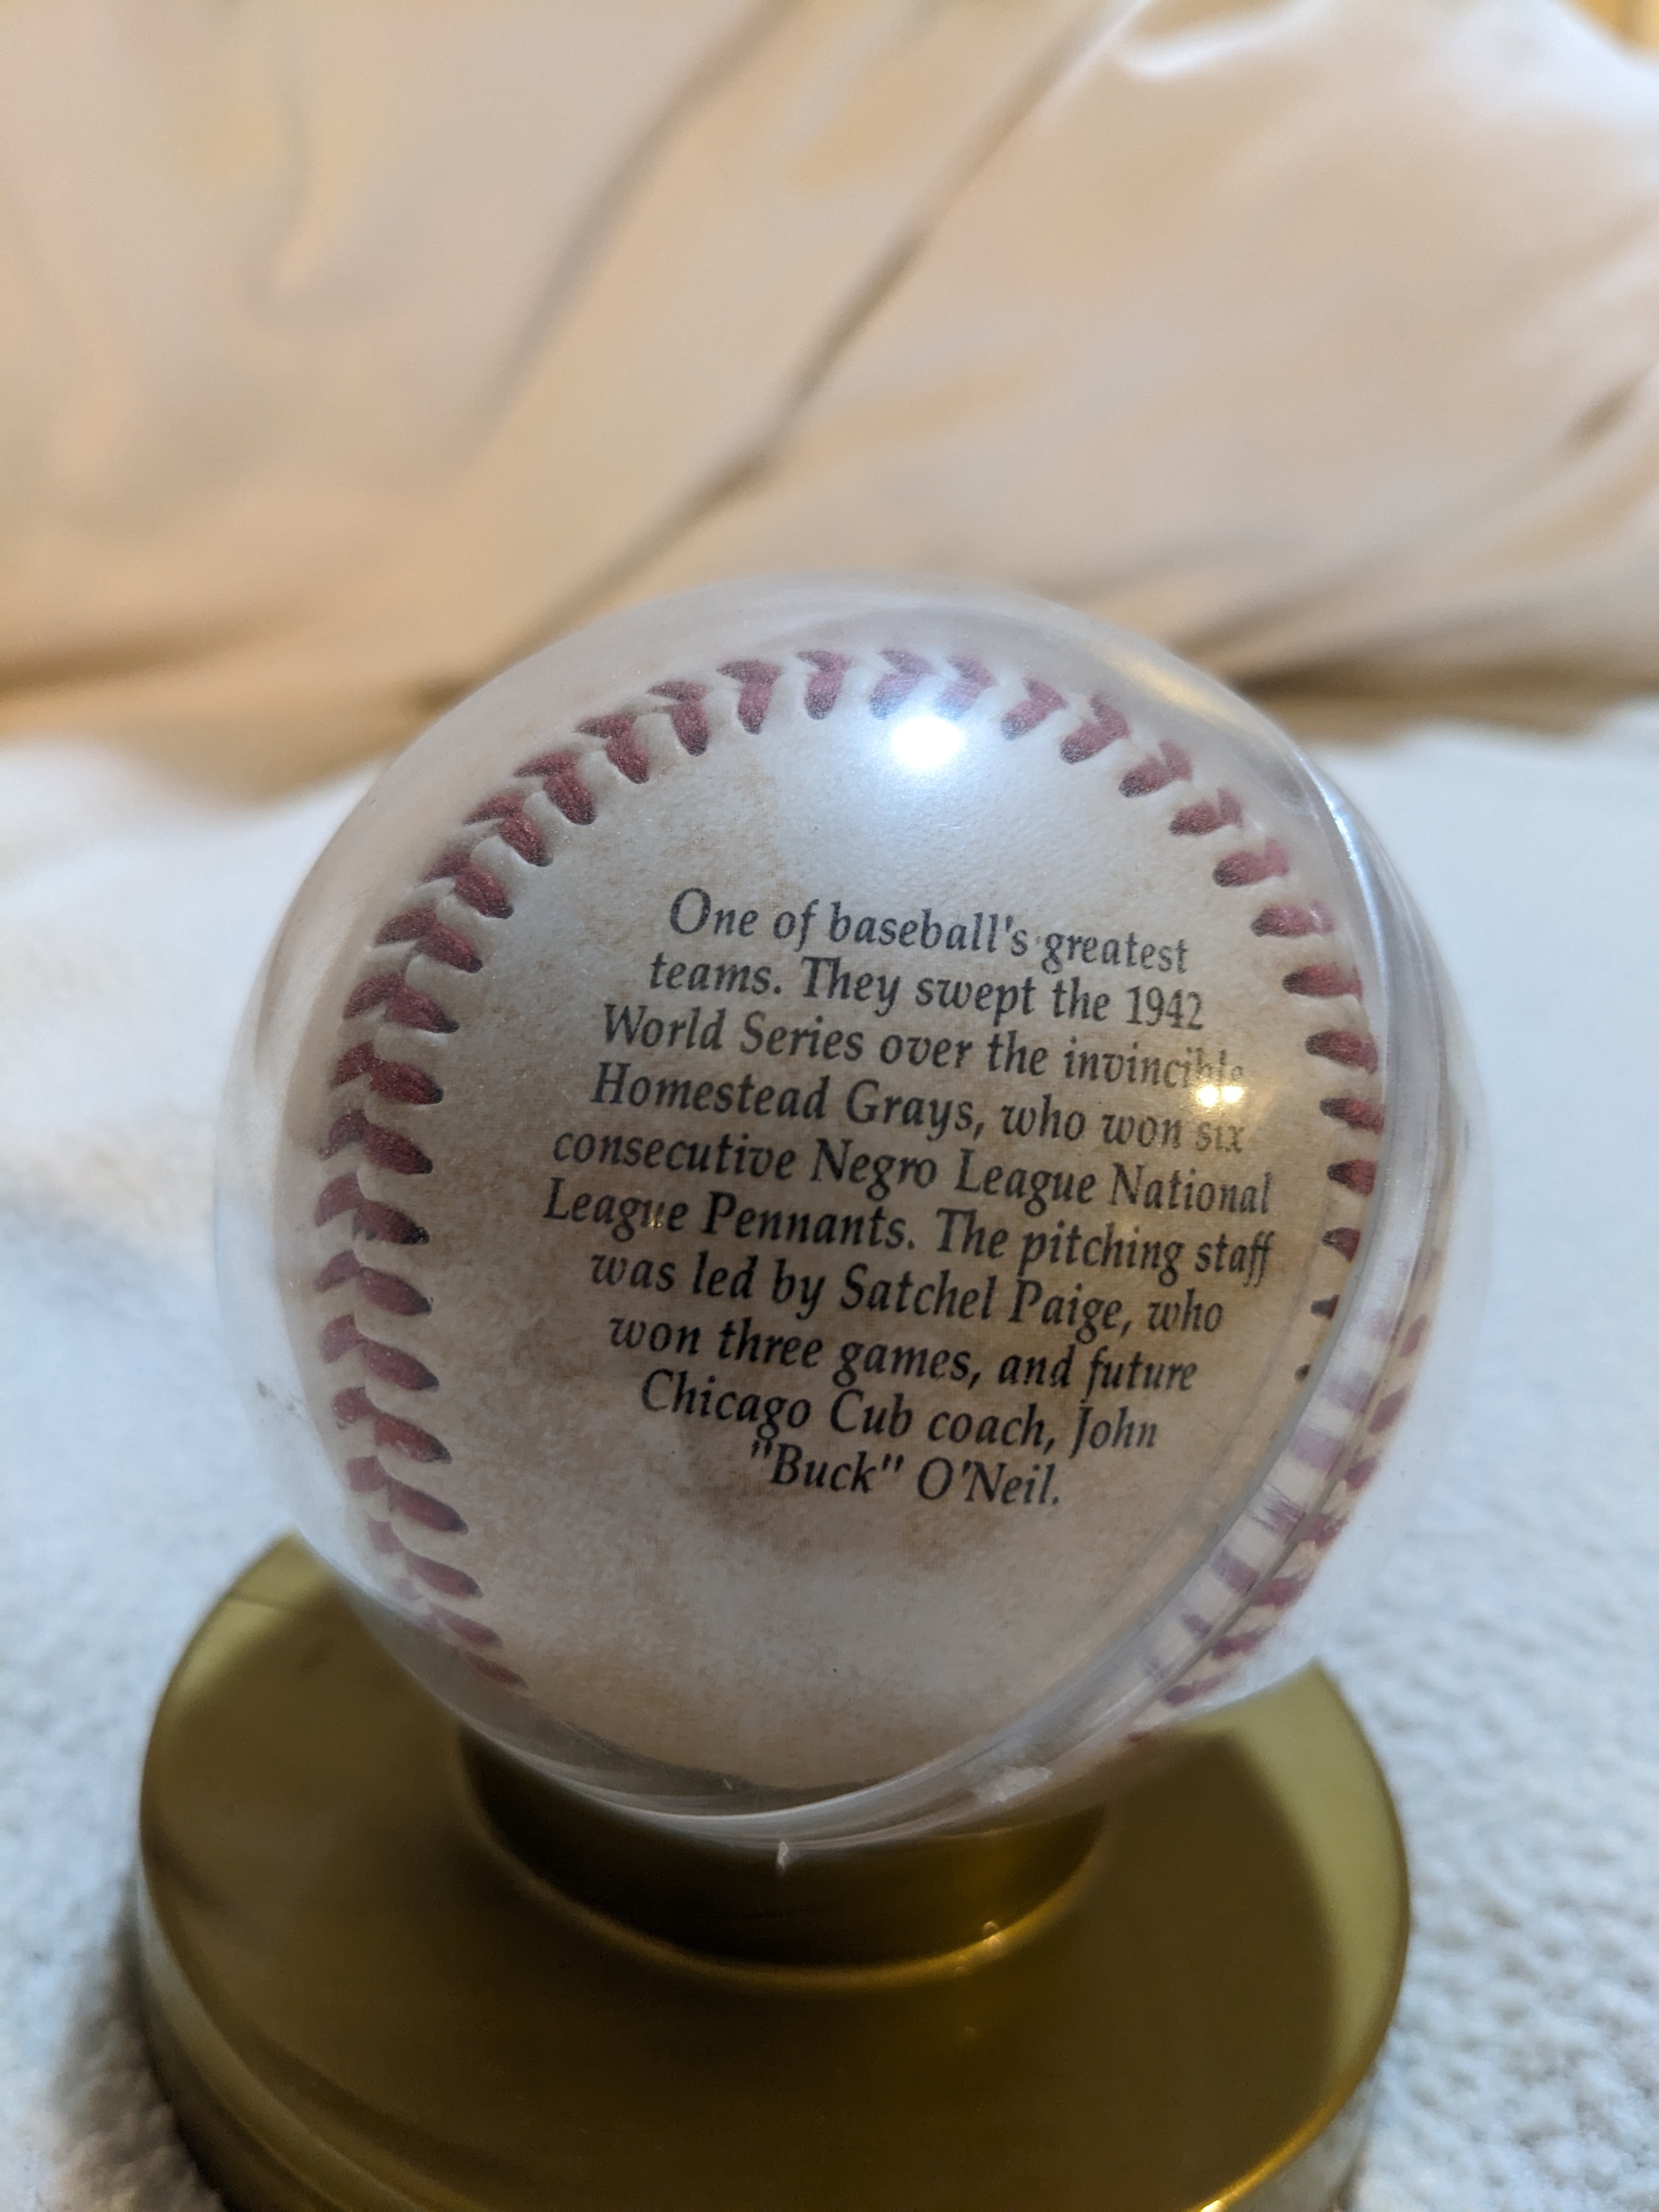 One of baseball's greatest
teams. They swept the 1942
World Series over the invincible
Homestead Grays, who won six
consecutive Negro League National
League Pennants. The pitching staff
was led by Satchel Paige, who
won three games, and future
Chicago Cub coach, John
"Buck" O'Neil.